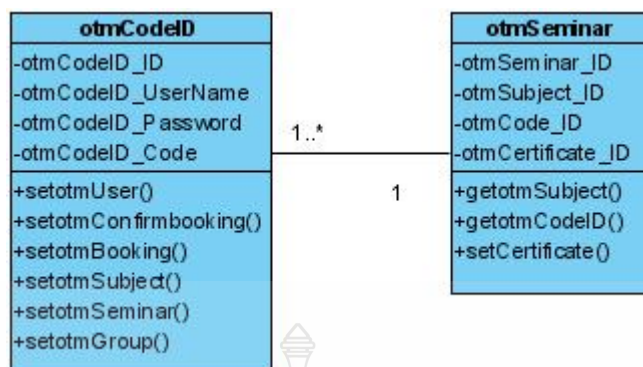 otmCodeID
-otmCodeID_ID
-otmCodeID_UserName
-otmCodeID_Password
-otmCodeID_Code
+setotmUser()
+setotmConfirmbooking()
+setotmBooking()
+setotmSubject()
+setotmSeminar()
+setotmGroup()
1..*
1
otmSeminar
-otmSeminar_ID
-otmSubject_ID
-otmCode_ID
-otmCertificate_ID
+getotmSubject()
+getotmCodeID()
+setCertificate()